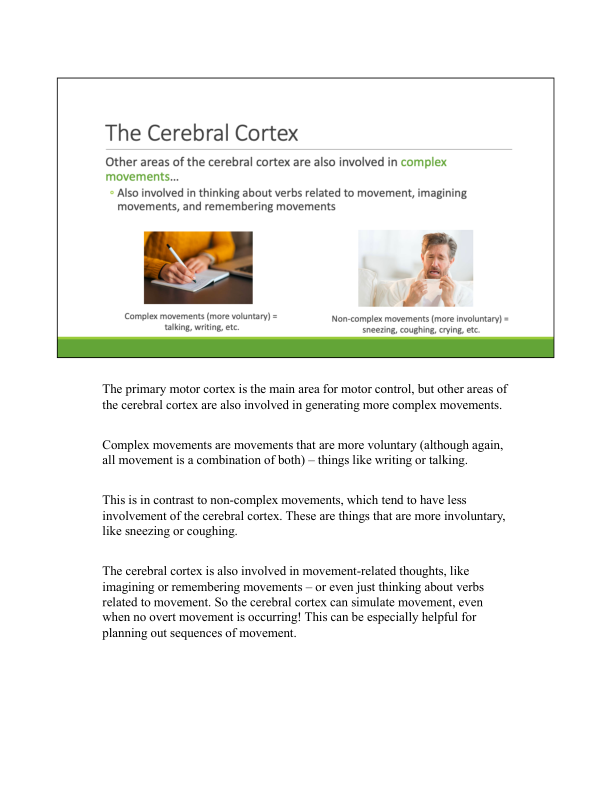 The Cerebral Cortex
Other areas of the cerebral cortex are also involved in complex
movements…
Also involved in thinking about verbs related to movement, imagining
movements, and remembering movements
Complex movements (more voluntary) =
talking, writing, etc.
Non-complex movements (more involuntary) =
sneezing, coughing, crying, etc.
The primary motor cortex is the main area for motor control, but other areas of
the cerebral cortex are also involved in generating more complex movements.
Complex movements are movements that are more voluntary (although again,
all movement is a combination of both) – things like writing or talking.
This is in contrast to non-complex movements, which tend to have less
involvement of the cerebral cortex. These are things that are more involuntary,
like sneezing or coughing.
The cerebral cortex is also involved in movement-related thoughts, like
imagining or remembering movements – or even just thinking about verbs
related to movement. So the cerebral cortex can simulate movement, even
when no overt movement is occurring! This can be especially helpful for
planning out sequences of movement.